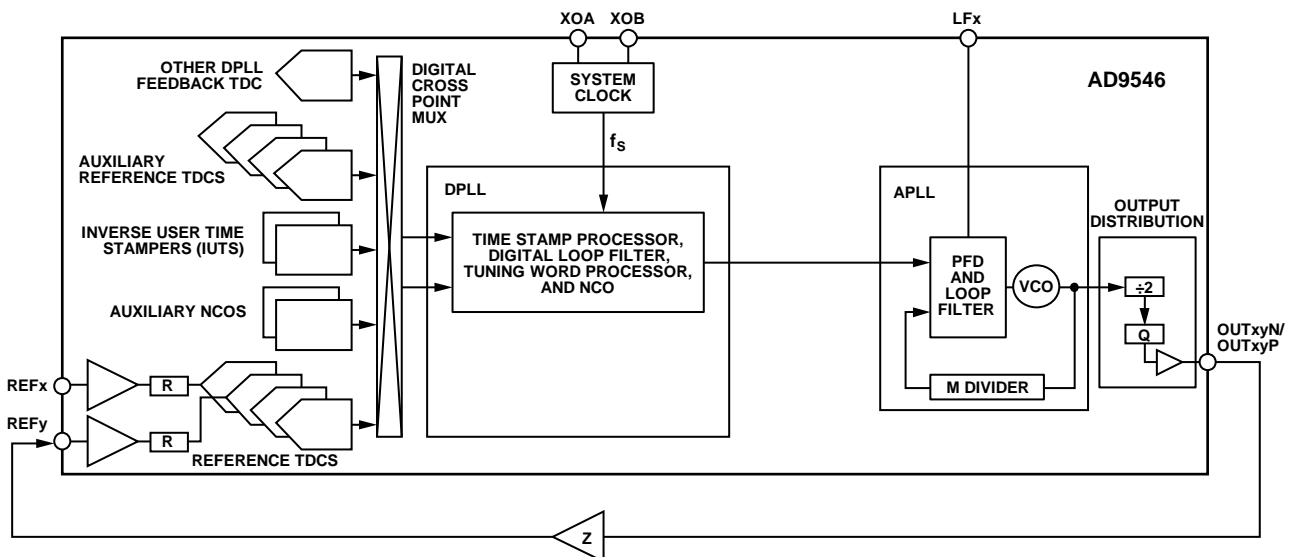 XOA
XOB
LFx
AD9546
OTHER DPLL
FEEDBACK TDC
DIGITAL
CROSS
POINT
MUX
SYSTEM
CLOCK
fS
AUXILIARY
REFERENCE TDCS
INVERSE USER TIME
STAMPERS (IUTS)
AUXILIARY NCOS
DPLL
TIME STAMP PROCESSOR,
DIGITAL LOOP FILTER,
TUNING WORD PROCESSOR,
AND NCO
APLL
PFD
AND
LOOP
FILTER
VCO
M DIVIDER
OUTPUT
DISTRIBUTION
÷2
Q
OUTxyN/
OUTxyP
REFx
R
REFy
R
REFERENCE TDCS
Z